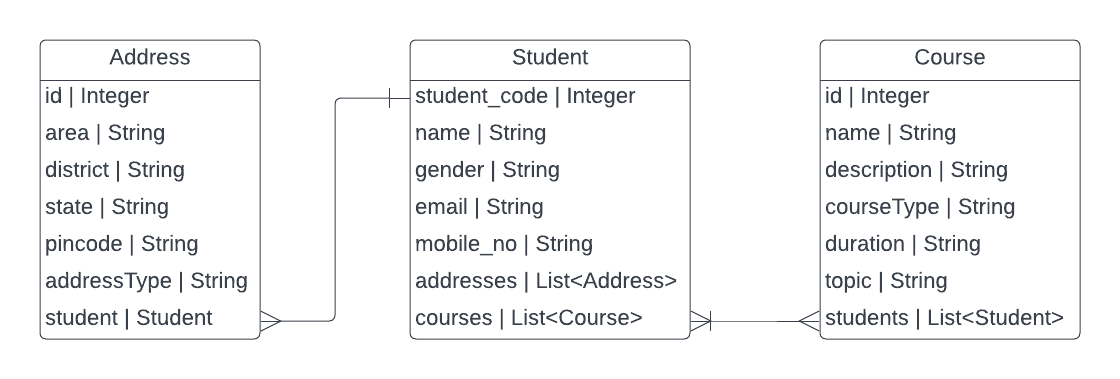 Address
id | Integer
area | String
district | String
state | String
pincode | String
addressType | String
student | Student
Student
student_code | Integer
name | String
gender | String
email | String
mobile_no | String
addresses | List<Address>
courses | List<Course>
Course
id | Integer
name | String
description | String
courseType | String
duration | String
topic | String
students | List<Student>